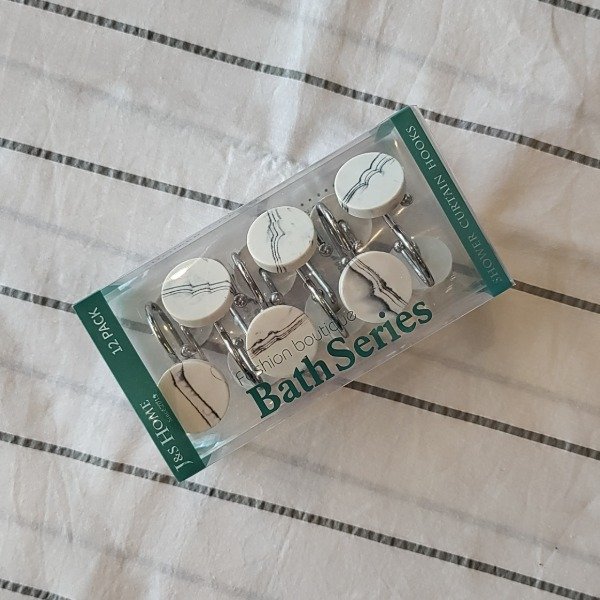 SHOWER CURTAIN HOOKS
Fashion boutique
Bath Series
12 PACK
J&S HOME